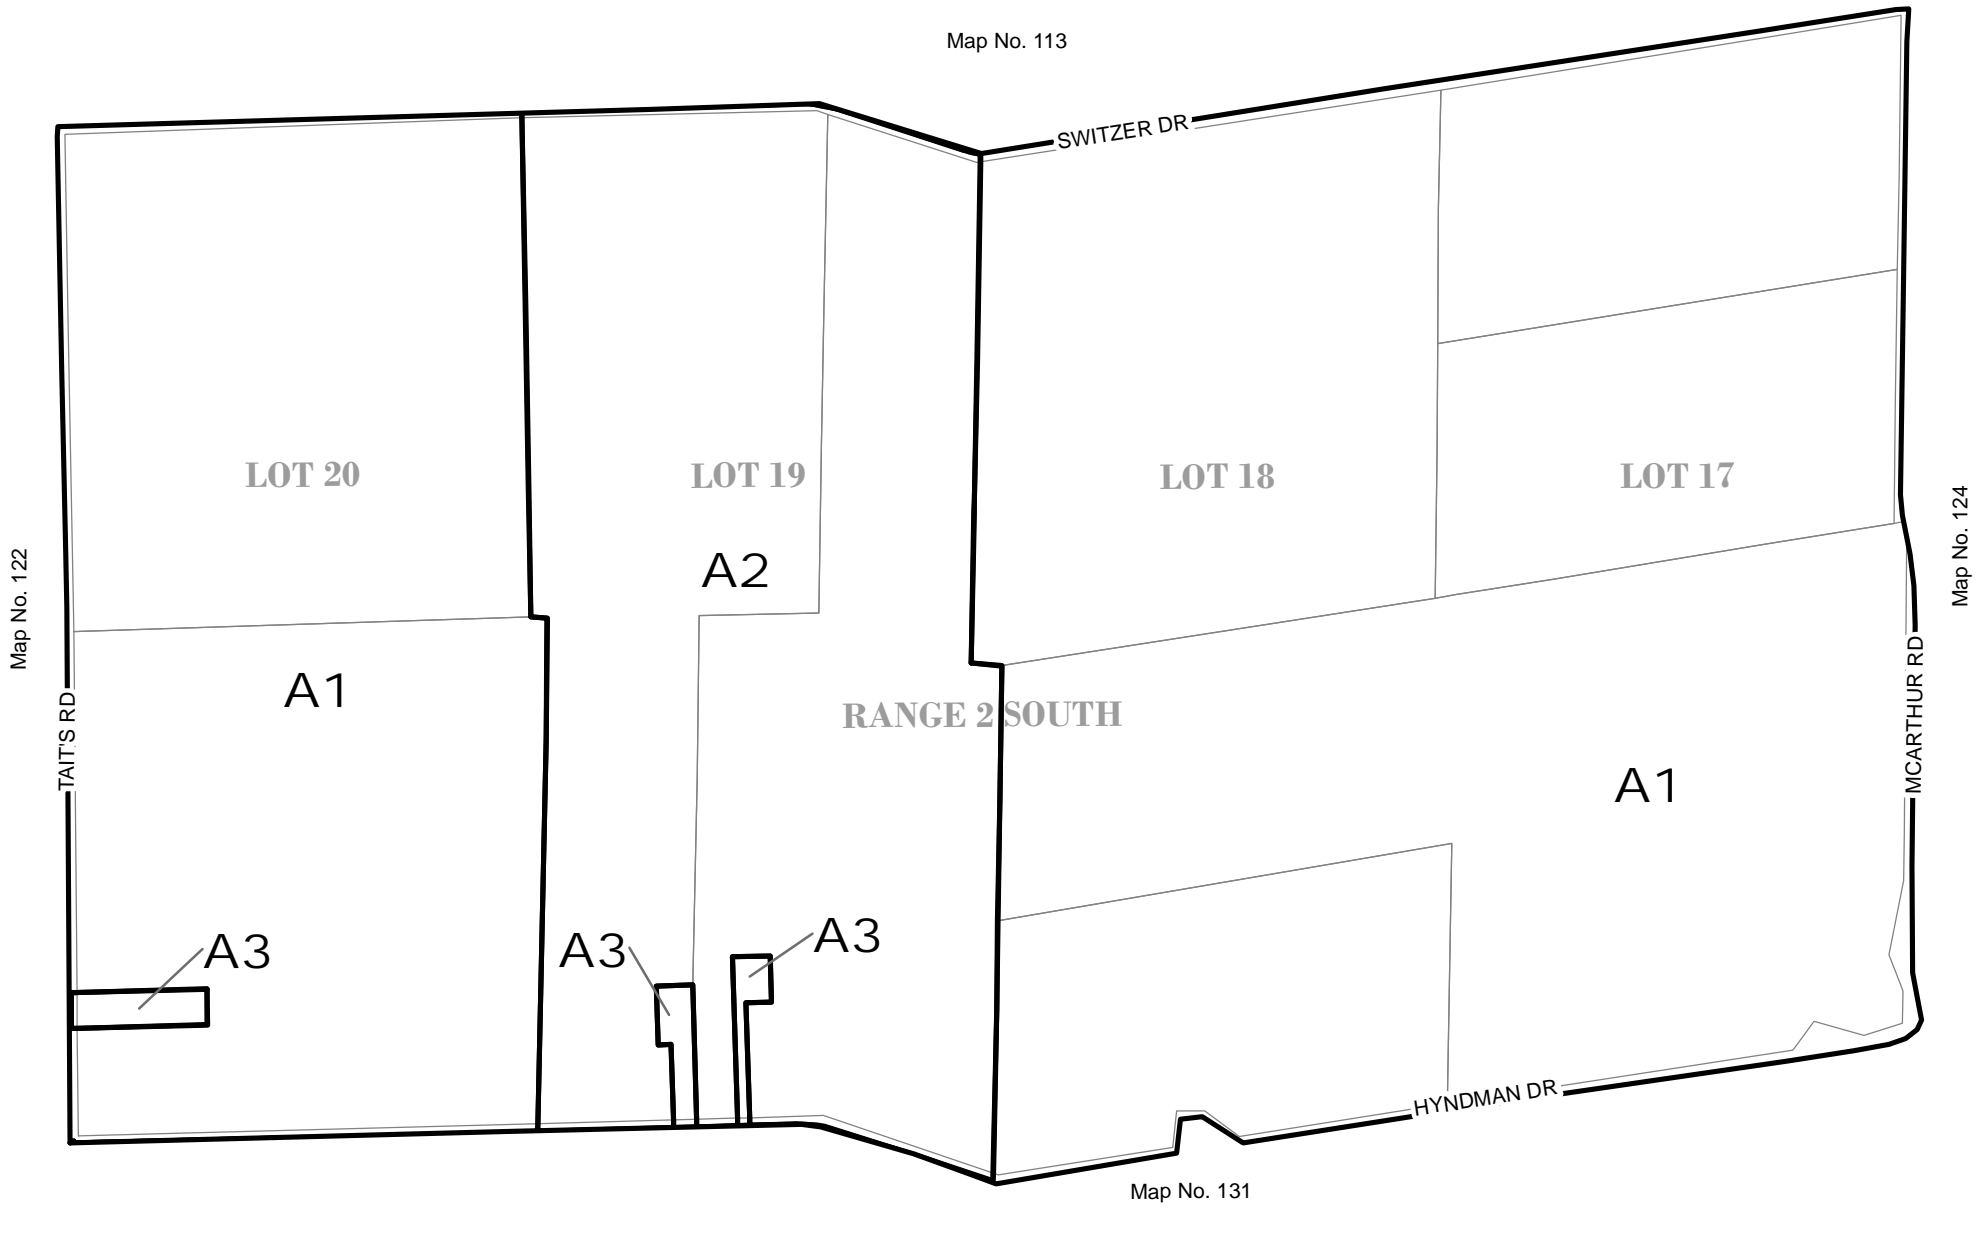 Map No. 113
SWITZER DR
LOT 20
LOT 19
LOT 18
LOT 17
Map No. 122
Map No. 124
A2
A1
TAIT'S RD
RANGE 2 SOUTH
MCARTHUR RD
A1
A3
A3
A3
HYNDMAN DR
Map No. 131